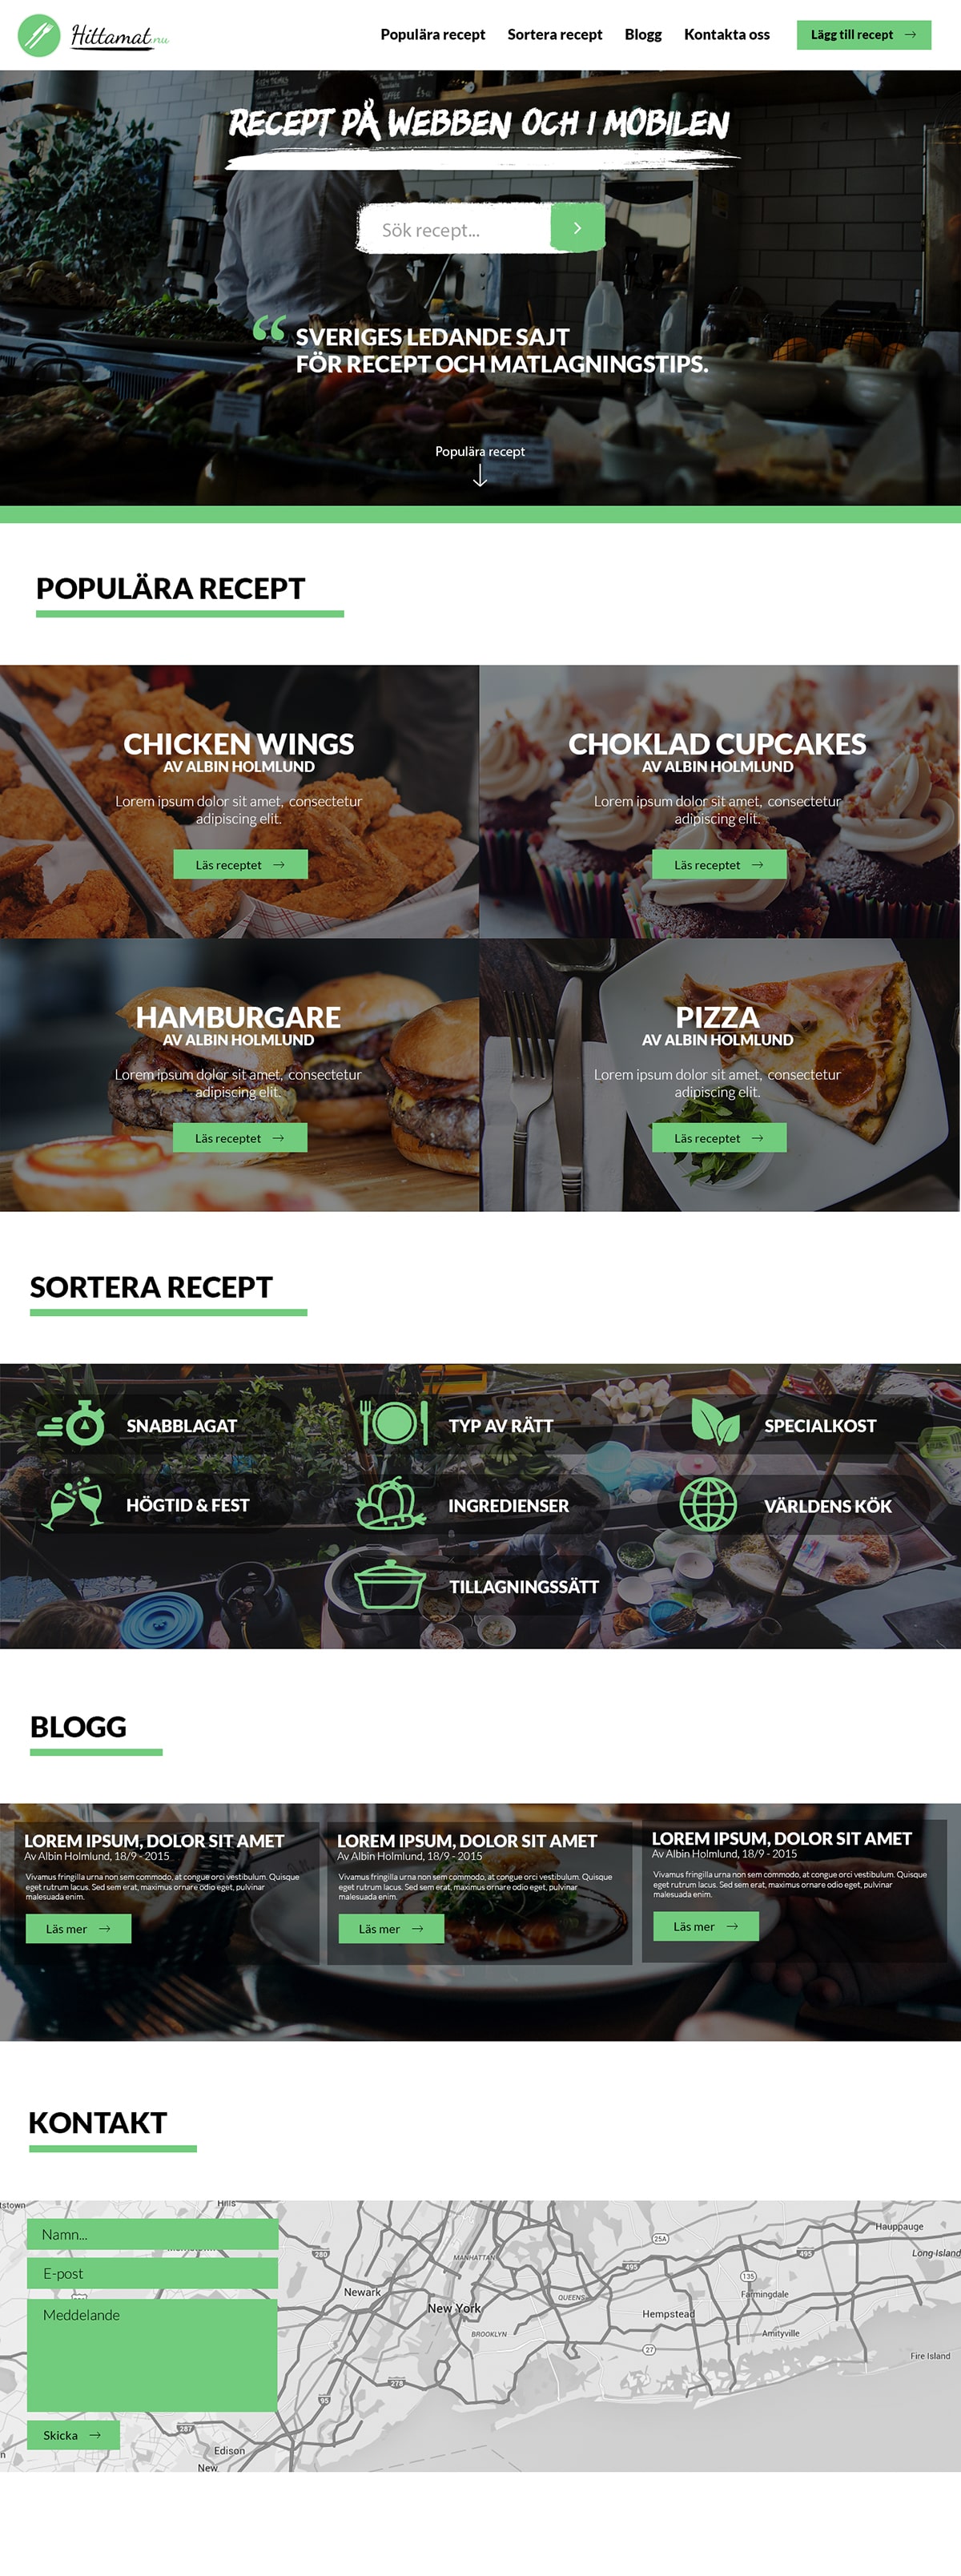 Hittamat.nu
Populära recept
Sortera recept
Blogg
Kontakta oss
Lägg till recept →
RECEPT PÅ WEBBEN OCH I MOBILEN
Sök recept...
“ SVERIGES LEDANDE SAJT
FÖR RECEPT OCH MATLAGNINGSTIPS.
Populära recept
POPULÄRA RECEPT
CHICKEN WINGS
AV ALBIN HOLMLUND
Lorem ipsum dolor sit amet, consectetur
adipiscing elit.
Läs receptet →
CHOKLAD CUPCAKES
AV ALBIN HOLMLUND
Lorem ipsum dolor sit amet, consectetur
adipiscing elit.
Läs receptet →
HAMBURGARE
AV ALBIN HOLMLUND
Lorem ipsum dolor sit amet, consectetur
adipiscing elit.
Läs receptet →
PIZZA
AV ALBIN HOLMLUND
Lorem ipsum dolor sit amet, consectetur
adipiscing elit.
Läs receptet →
SORTERA RECEPT
SNABBLAGAT
TYP AV RÄTT
SPECIALKOST
HÖGTID & FEST
INGREDIENSER
VÄRLDENS KÖK
TILLAGNINGSSÄTT
BLOGG
LOREM IPSUM, DOLOR SIT AMET
Av Albin Holmlund, 18/9 - 2015
Vivamus fringilla urna non sem commodo, at congue orci vestibulum. Quisque
eget rutrum lacus. Sed sem erat, maximus ornare odio eget, pulvinar
malesuada enim.
Läs mer →
LOREM IPSUM, DOLOR SIT AMET
Av Albin Holmlund, 18/9 - 2015
Vivamus fringilla urna non sem commodo, at congue orci vestibulum. Quisque
eget rutrum lacus. Sed sem erat, maximus ornare odio eget, pulvinar
malesuada enim.
Läs mer →
LOREM IPSUM, DOLOR SIT AMET
Av Albin Holmlund, 18/9 - 2015
Vivamus fringilla urna non sem commodo, at congue orci vestibulum. Quisque
eget rutrum lacus. Sed sem erat, maximus ornare odio eget, pulvinar
malesuada enim.
Läs mer →
KONTAKT
Namn...
E-post
Meddelande
Skicka →
Hills
Hauppauge
25A
Long Island
MANHATTAN
280
495
495
135
Newark
QUEENS
Farmingdale
New York
Hempstead
BROOKLYN
Amityville
27
Fire Island
278
95
287
Edison
New